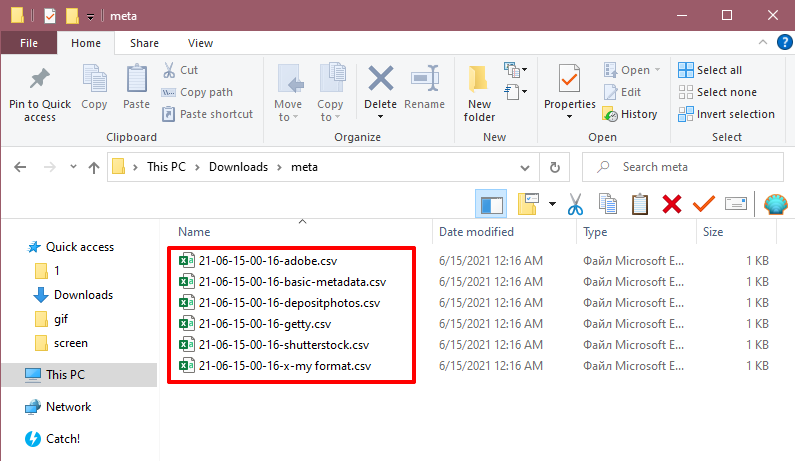 meta
File Home Share View
Pin to Quick access
Copy
Paste
Cut
Copy path
Paste shortcut
Clipboard
Move to
Copy to
Delete
Rename
Organize
New folder
New
Properties
Open
Edit
History
Open
Select all
Select none
Invert selection
Select
This PC > Downloads > meta
Search meta
Name Date modified Type Size
Quick access
1
Downloads
gif
screen
This PC
Network
Catch!
21-06-15-00-16-adobe.csv 6/15/2021 12:16 AM Файл Microsoft E... 1 KB
21-06-15-00-16-basic-metadata.csv 6/15/2021 12:16 AM Файл Microsoft E... 1 KB
21-06-15-00-16-depositphotos.csv 6/15/2021 12:16 AM Файл Microsoft E... 1 KB
21-06-15-00-16-getty.csv 6/15/2021 12:16 AM Файл Microsoft E... 1 KB
21-06-15-00-16-shutterstock.csv 6/15/2021 12:16 AM Файл Microsoft E... 1 KB
21-06-15-00-16-x-my format.csv 6/15/2021 12:16 AM Файл Microsoft E... 1 KB